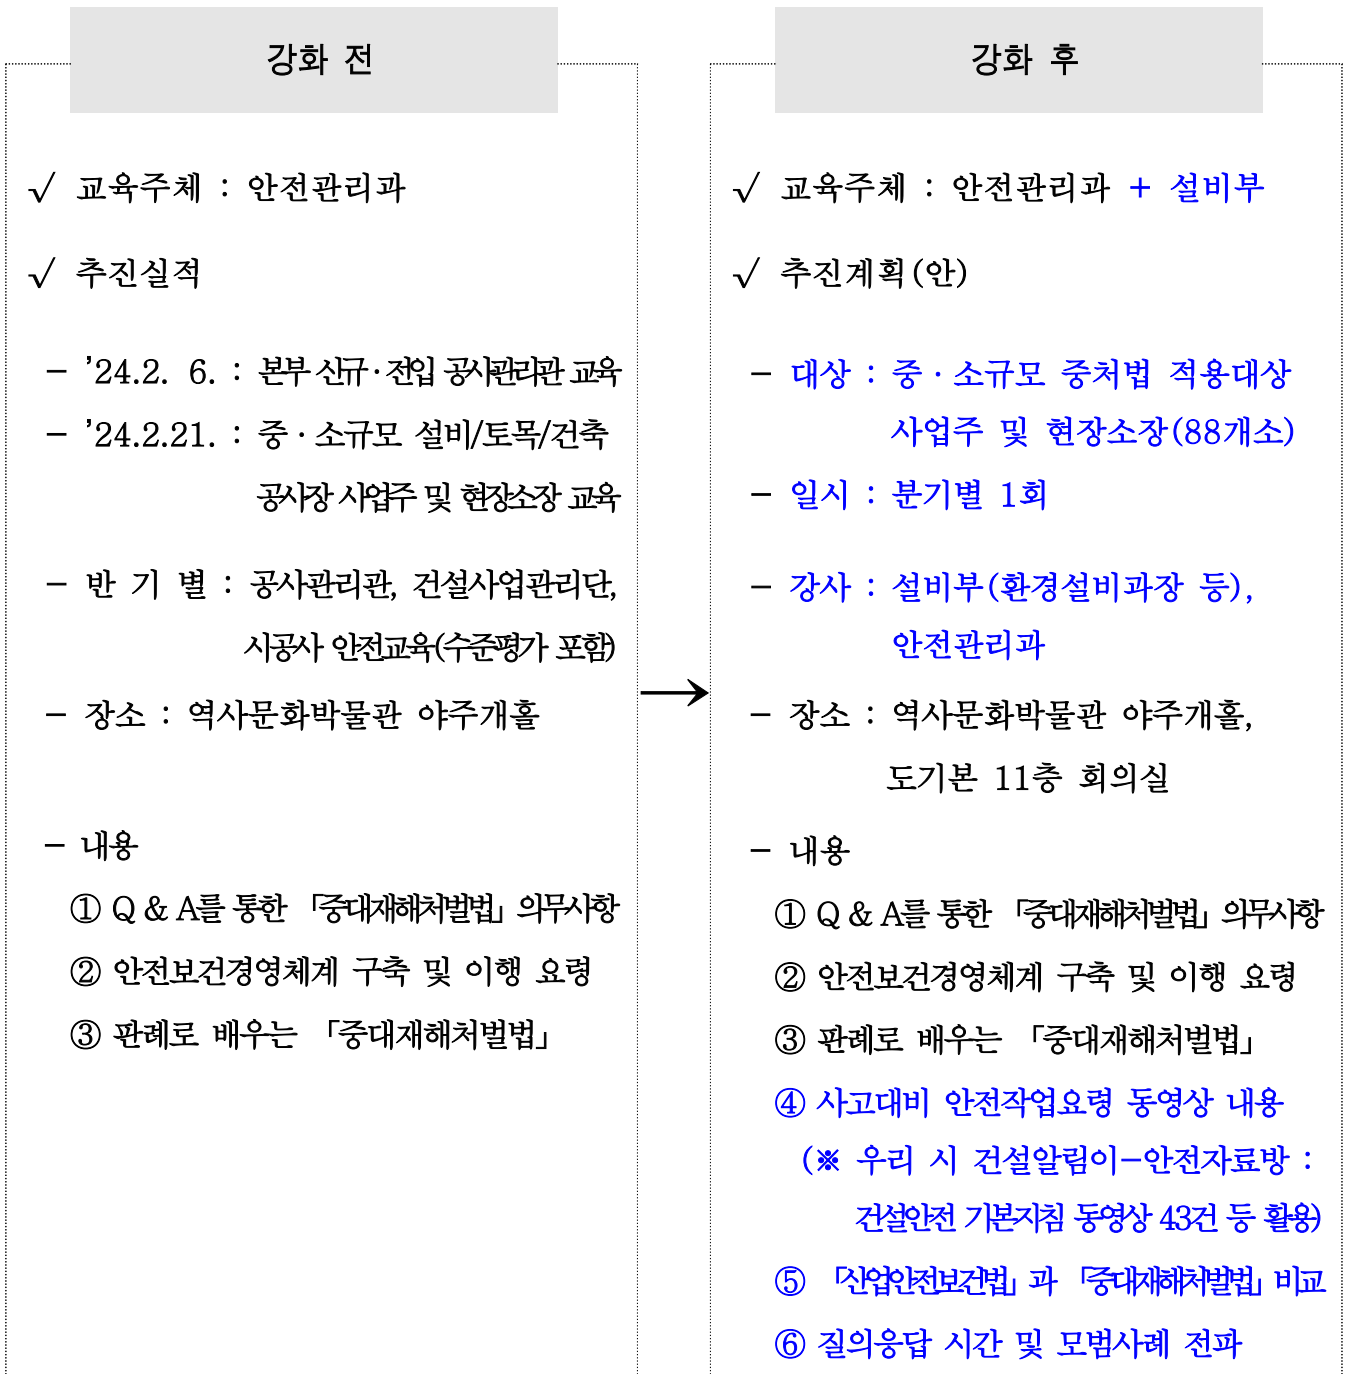 강화 전
√ 교육주체 : 안전관리과
√ 추진실적
- ’24.2. 6. : 본부 신규·전입 공사관리관 교육
- ’24.2.21. : 중·소규모 설비/토목/건축
공사장 사업주 및 현장소장 교육
- 반 기 별 : 공사관리관, 건설사업관리단,
시공사 안전교육(수준평가 포함)
- 장소 : 역사문화박물관 야주개홀
- 내용
① Q & A를 통한 「중대재해처벌법」 의무사항
② 안전보건경영체계 구축 및 이행 요령
③ 판례로 배우는 「중대재해처벌법」
→
강화 후
√ 교육주체 : 안전관리과 + 설비부
√ 추진계획(안)
- 대상 : 중·소규모 중처법 적용대상
사업주 및 현장소장(88개소)
- 일시 : 분기별 1회
- 강사 : 설비부(환경설비과장 등),
안전관리과
- 장소 : 역사문화박물관 야주개홀,
도기본 11층 회의실
- 내용
① Q & A를 통한 「중대재해처벌법」 의무사항
② 안전보건경영체계 구축 및 이행 요령
③ 판례로 배우는 「중대재해처벌법」
④ 사고대비 안전작업요령 동영상 내용
(※ 우리 시 건설알림이-안전자료방 :
건설안전 기본지침 동영상 43건 등 활용)
⑤ 「산업안전보건법」과 「중대재해처벌법」 비교
⑥ 질의응답 시간 및 모범사례 전파